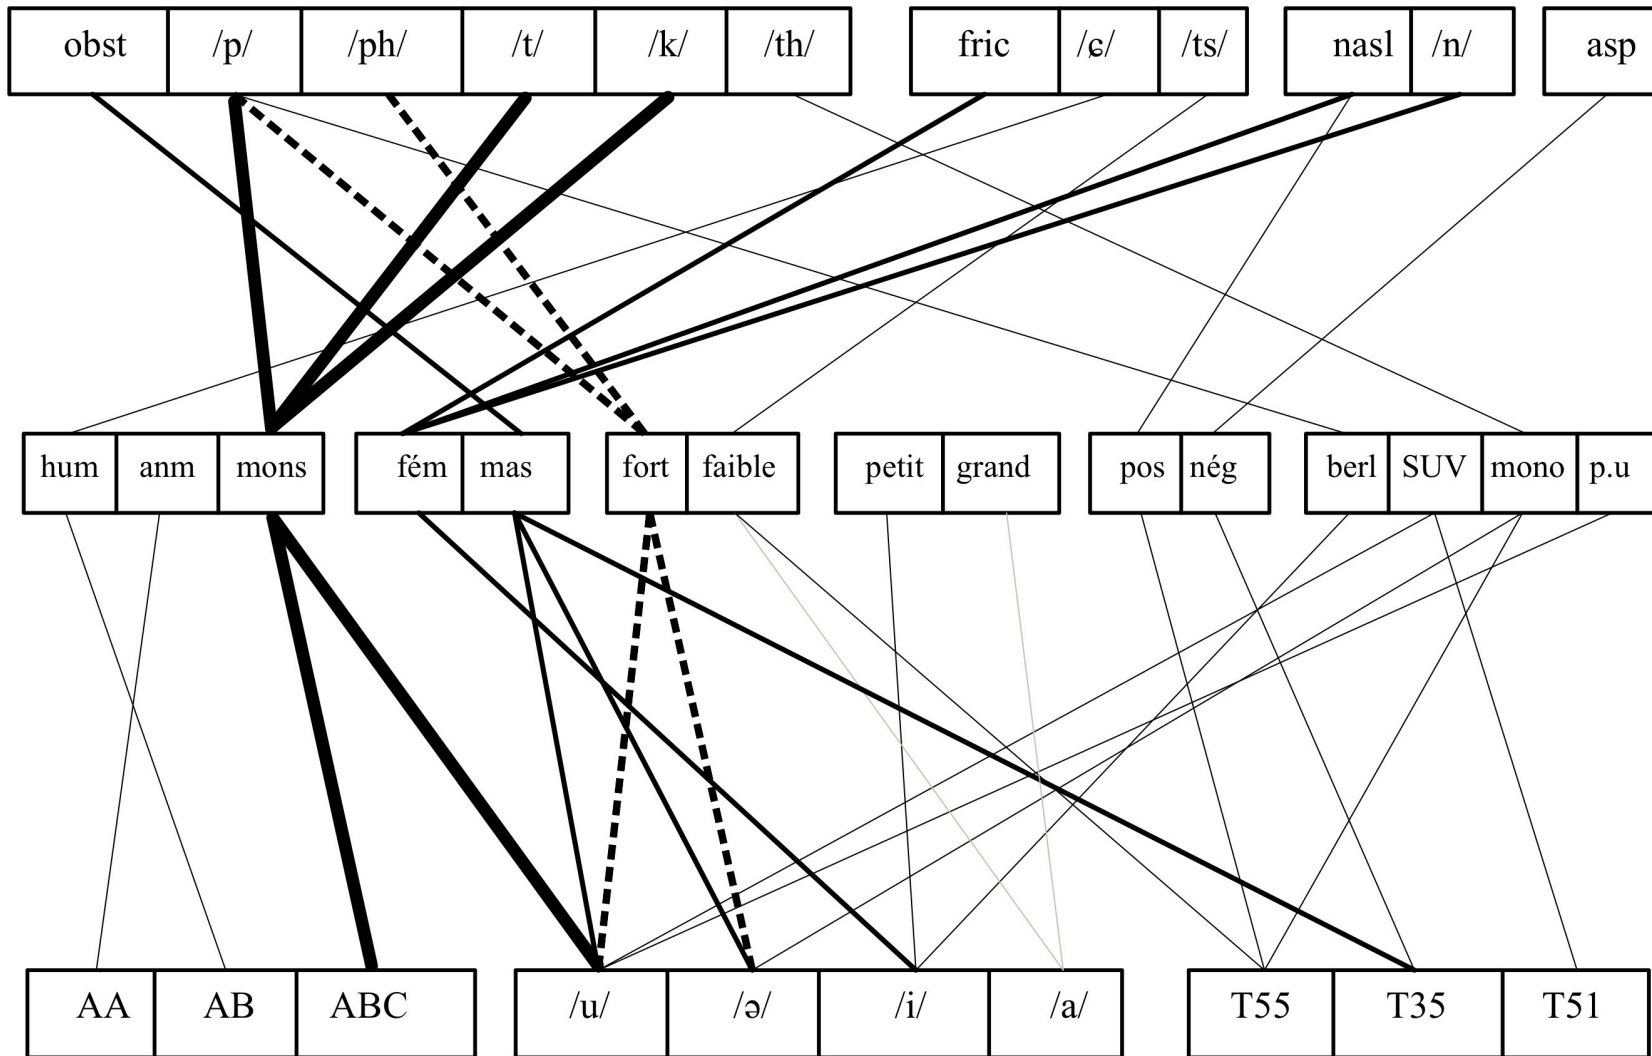 obst /p/ /ph/ /t/ /k/ /th/ fric /ɕ/ /ts/ nasl /n/ asp
hum anm mons fém mas fort faible petit grand pos nég berl SUV mono p.u
AA AB ABC /u/ /ə/ /i/ /a/ T55 T35 T51